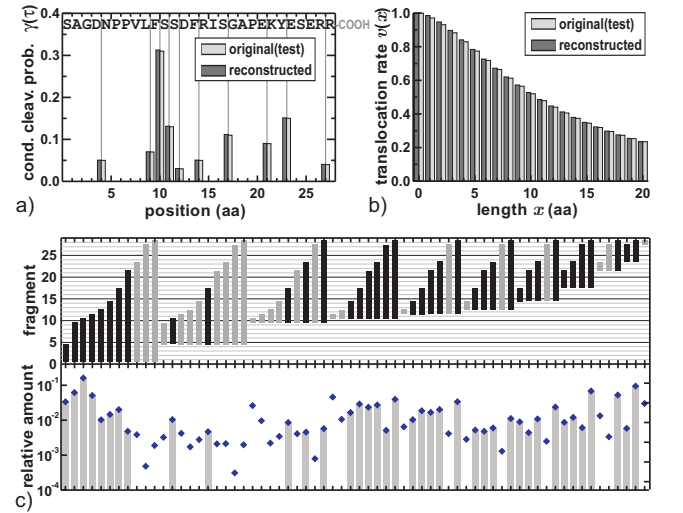 SAGDNPPVLFSSDFRISGAPEKYESERR-COOH
cond. cleav. prob. γ(τ)
0.4
0.3
0.2
0.1
0.0
original(test)
reconstructed
5
10
15
20
25
position (aa)
a)
translocation rate v(x)
1.0
0.8
0.6
0.4
0.2
0.0
original(test)
reconstructed
0
5
10
15
20
length x (aa)
b)
fragment
25
20
15
10
5
0
relative amount
10⁻¹
10⁻²
10⁻³
10⁻⁴
c)